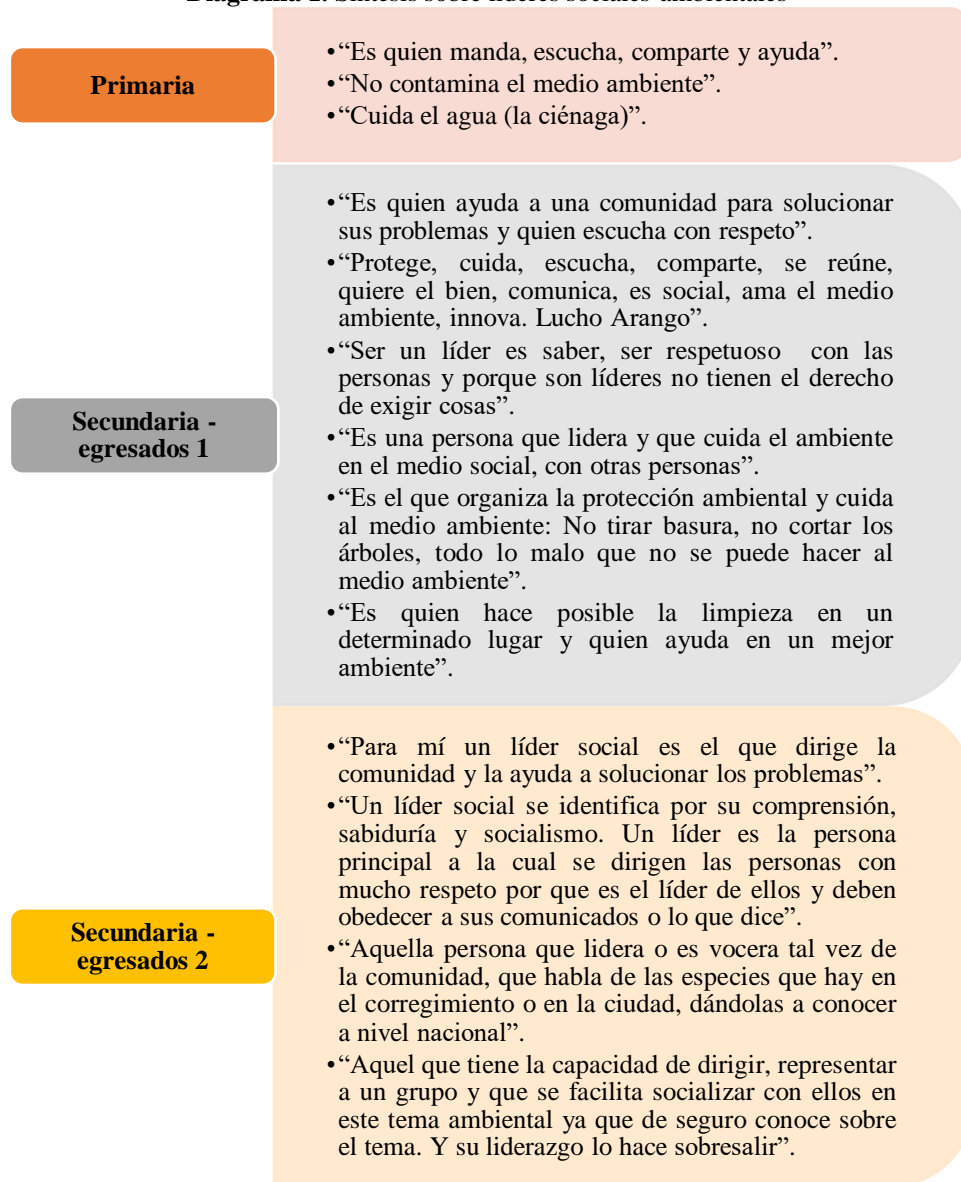 Diagrama 1. Síntesis sobre líderes sociales-ambientales
Primaria
•“Es quien manda, escucha, comparte y ayuda”.
•“No contamina el medio ambiente”.
•“Cuida el agua (la ciénaga)”.
Secundaria -
egresados 1
•“Es quien ayuda a una comunidad para solucionar
sus problemas y quien escucha con respeto”.
•“Protege, cuida, escucha, comparte, se reúne,
quiere el bien, comunica, es social, ama el medio
ambiente, innova. Lucho Arango”.
•“Ser un líder es saber, ser respetuoso con las
personas y porque son líderes no tienen el derecho
de exigir cosas”.
•“Es una persona que lidera y que cuida el ambiente
en el medio social, con otras personas”.
•“Es el que organiza la protección ambiental y cuida
al medio ambiente: No tirar basura, no cortar los
árboles, todo lo malo que no se puede hacer al
medio ambiente”.
•“Es quien hace posible la limpieza en un
determinado lugar y quien ayuda en un mejor
ambiente”.
Secundaria -
egresados 2
•“Para mí un líder social es el que dirige la
comunidad y la ayuda a solucionar los problemas”.
•“Un líder social se identifica por su comprensión,
sabiduría y socialismo. Un líder es la persona
principal a la cual se dirigen las personas con
mucho respeto por que es el líder de ellos y deben
obedecer a sus comunicados o lo que dice”.
•“Aquella persona que lidera o es vocera tal vez de
la comunidad, que habla de las especies que hay en
el corregimiento o en la ciudad, dándolas a conocer
a nivel nacional”.
•“Aquel que tiene la capacidad de dirigir, representar
a un grupo y que se facilita socializar con ellos en
este tema ambiental ya que de seguro conoce sobre
el tema. Y su liderazgo lo hace sobresalir”.